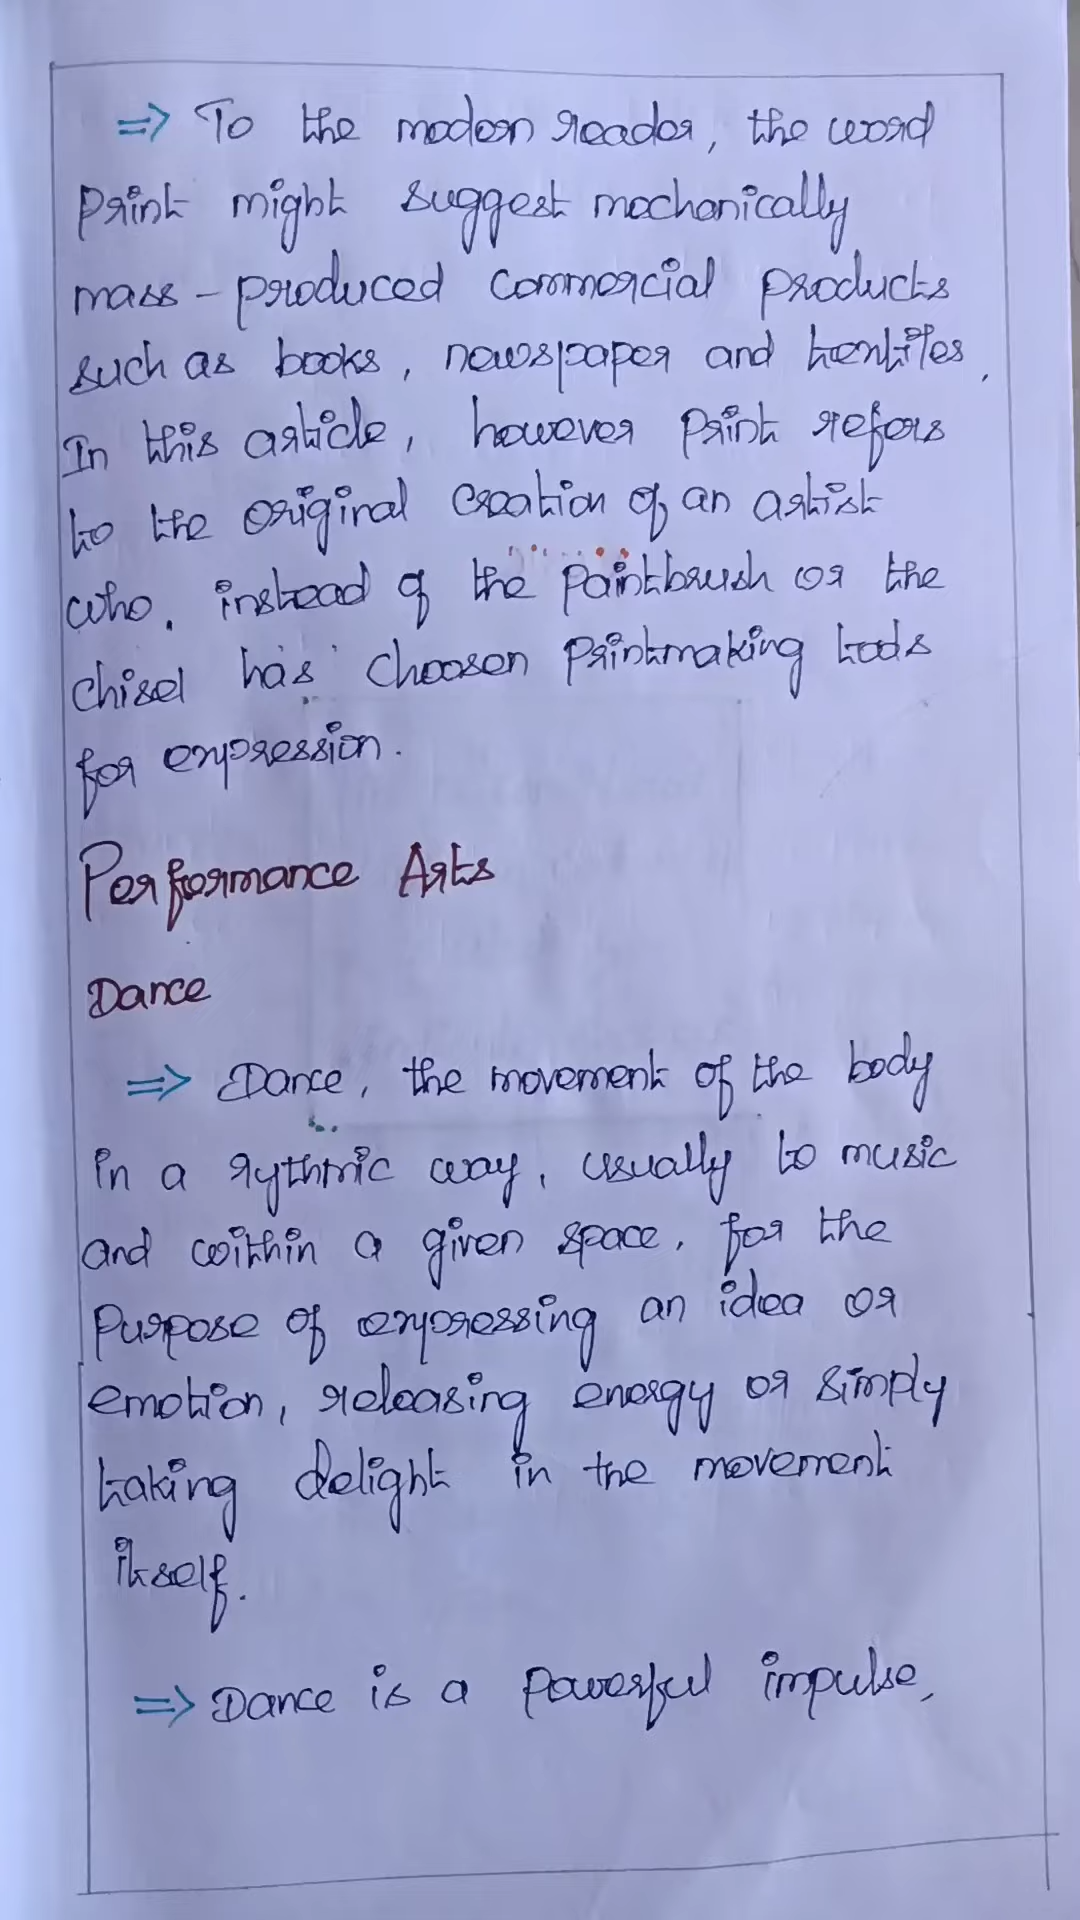 => To the modern reader, the word
Print might suggest mechanically
mass - produced commercial products
such as books, newspaper and textiles,
In this article, however Print refers
to the original creation of an artist
who, instead of the paintbrush or the
chisel has choosen Printmaking tools
for expression.
Performance Arts
Dance
=> Dance, the movement of the body
in a rythmic way, usually to music
and within a given space, for the
Purpose of expressing an idea or
emotion, releasing energy or simply
taking delight in the movement
itself.
=> Dance is a Powerful impulse,